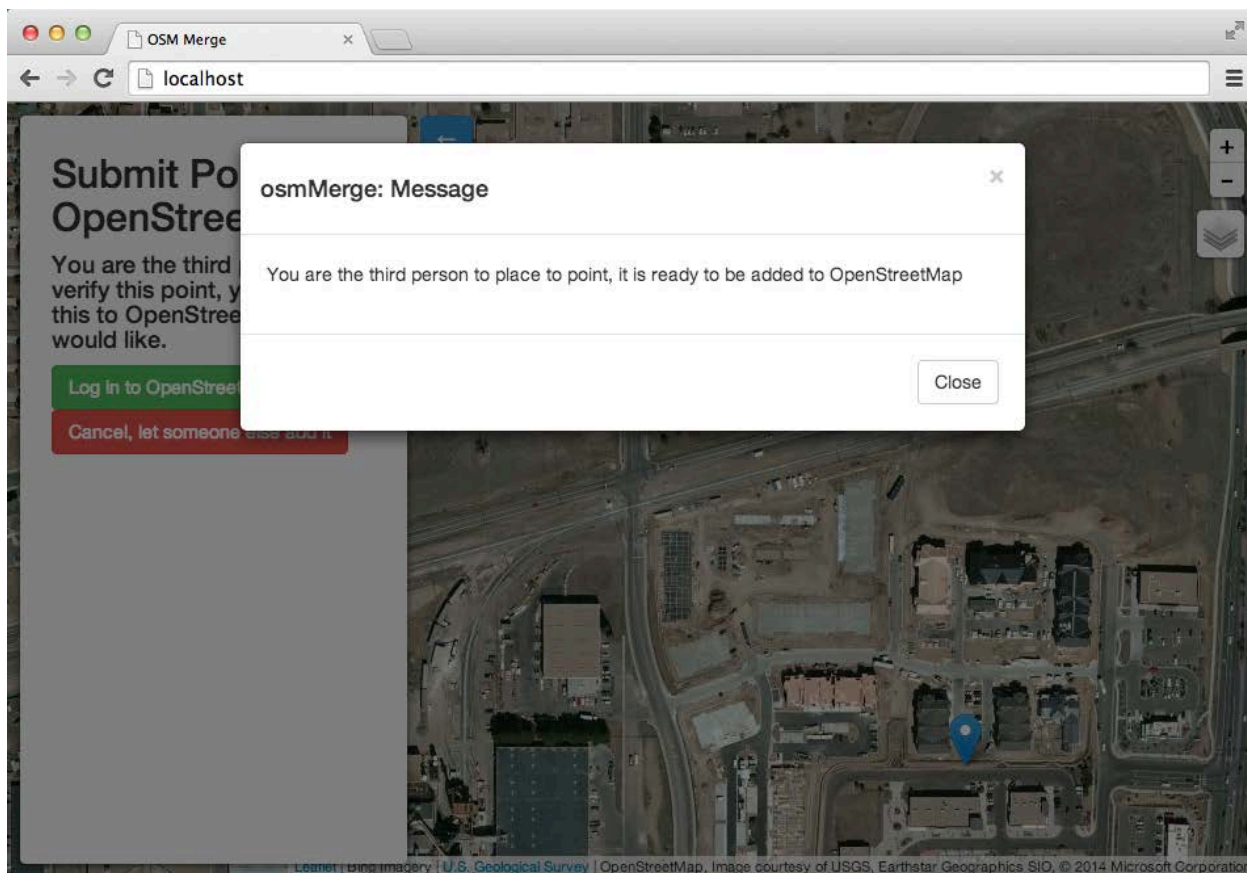 OSM Merge
localhost
Submit Po
OpenStree
You are the third
verify this point, y
this to OpenStree
would like.
Log in to OpenStreet
Cancel, let someone else add it
osmMerge: Message
×
You are the third person to place to point, it is ready to be added to OpenStreetMap
Close
+
-
Leaflet | Bing Imagery | U.S. Geological Survey | OpenStreetMap, Image courtesy of USGS, Earthstar Geographics SIO, © 2014 Microsoft Corporation